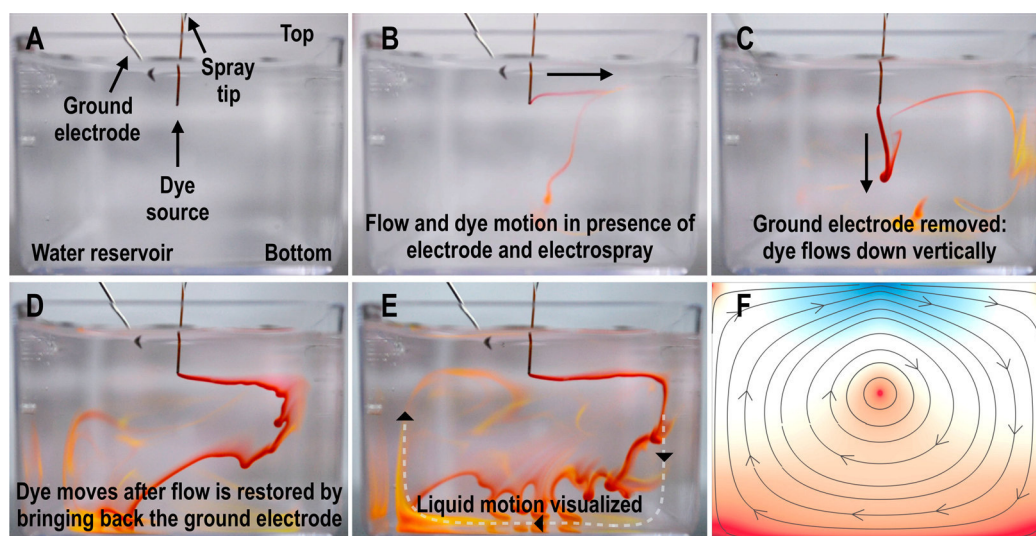 A
Top
Spray
tip
Ground
electrode
Dye
source
Water reservoir
Bottom
B
Flow and dye motion in presence of
electrode and electrospray
C
Ground electrode removed:
dye flows down vertically
D
Dye moves after flow is restored by
bringing back the ground electrode
E
Liquid motion visualized
F